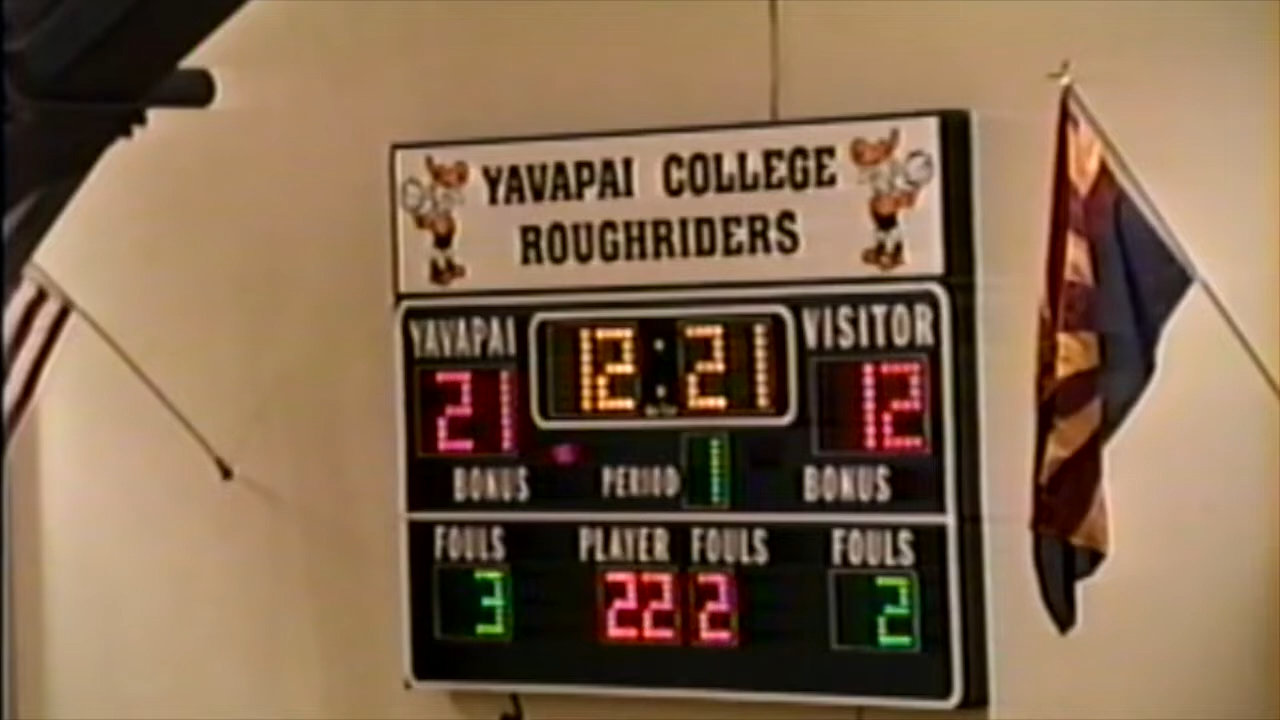 YAVAPAI COLLEGE
ROUGHRIDERS
YAVAPAI 12:21 VISITOR
21 12
BONUS PERIOD 1 BONUS
FOULS PLAYER FOULS FOULS
3 22 2 2